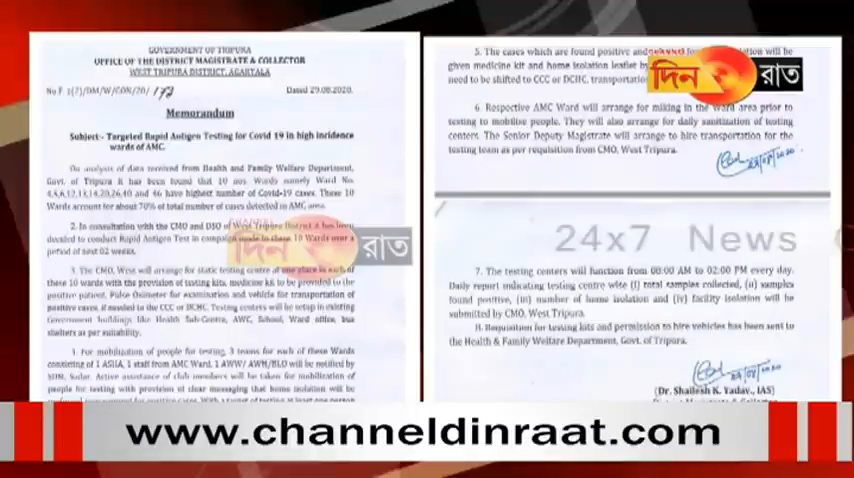 GOVERNMENT OF TRIPURA
OFFICE OF THE DISTRICT MAGISTRATE & COLLECTOR
WEST TRIPURA DISTRICT, AGARTALA
Dated 29.08.2020
Memorandum
Subject:- Targeted Rapid Antigen Testing for Covid 19 in high incidence
wards of AMC.
On analysis of data received from Health and Family Welfare Department,
Govt. of Tripura it has been found that 10 nos. Wards namely Ward No.
and 46 have highest number of Covid-19 cases. These 10
Wards account for about 70% of total number of cases detected in AMC area.
2. In consultation with the CMO and DSO of West Tripura District it has been
decided to conduct Rapid Antigen Test in campaign mode in these 10 Wards over a
period of next 02 weeks.
3. The CMO, West will arrange for static testing centre at one place in each of
these 10 wards with the provision of testing kits, medicine kit to be provided to the
positive patient, Pulse Oximeter for examination and vehicle for transportation of
positive cases, if needed to the CCC or DCHC. Testing centers will be setup in existing
Government buildings like Health Sub-Centre, AWC, School, Ward office, bus
shelters as per suitability.
For mobilization of people for testing, 3 teams for each of these Wards
consisting of 1 ASHA, 1 staff from AMC Ward, 1 AWW/ AWH/BLO will be notified by
SDM, Sadar. Active assistance of club members will be taken for mobilization of
people for testing with provision of clear messaging that home isolation will be
দিন রাত
5. The cases which are found positive and will be
given medicine kit and home isolation leaflet by
need to be shifted to CCC or DCHC, transportation
দিন রাত
6. Respective AMC Ward will arrange for miking in the Ward area prior to
testing to mobilise people. They will also arrange for daily sanitization of testing
centers. The Senior Deputy Magistrate will arrange to hire transportation for the
testing team as per requisition from CMO, West Tripura.
24x7 News
7. The testing centers will function from 08:00 AM to 02:00 PM every day.
Daily report indicating testing centre wise (i) total samples collected, (ii) samples
found positive, (iii) number of home isolation and (iv) facility isolation will be
submitted by CMO, West Tripura.
8. Requisition for testing kits and permission to hire vehicles has been sent to
the Health & Family Welfare Department, Govt. of Tripura.
(Dr. Shailesh K. Yadav, IAS)
www.channeldinraat.com